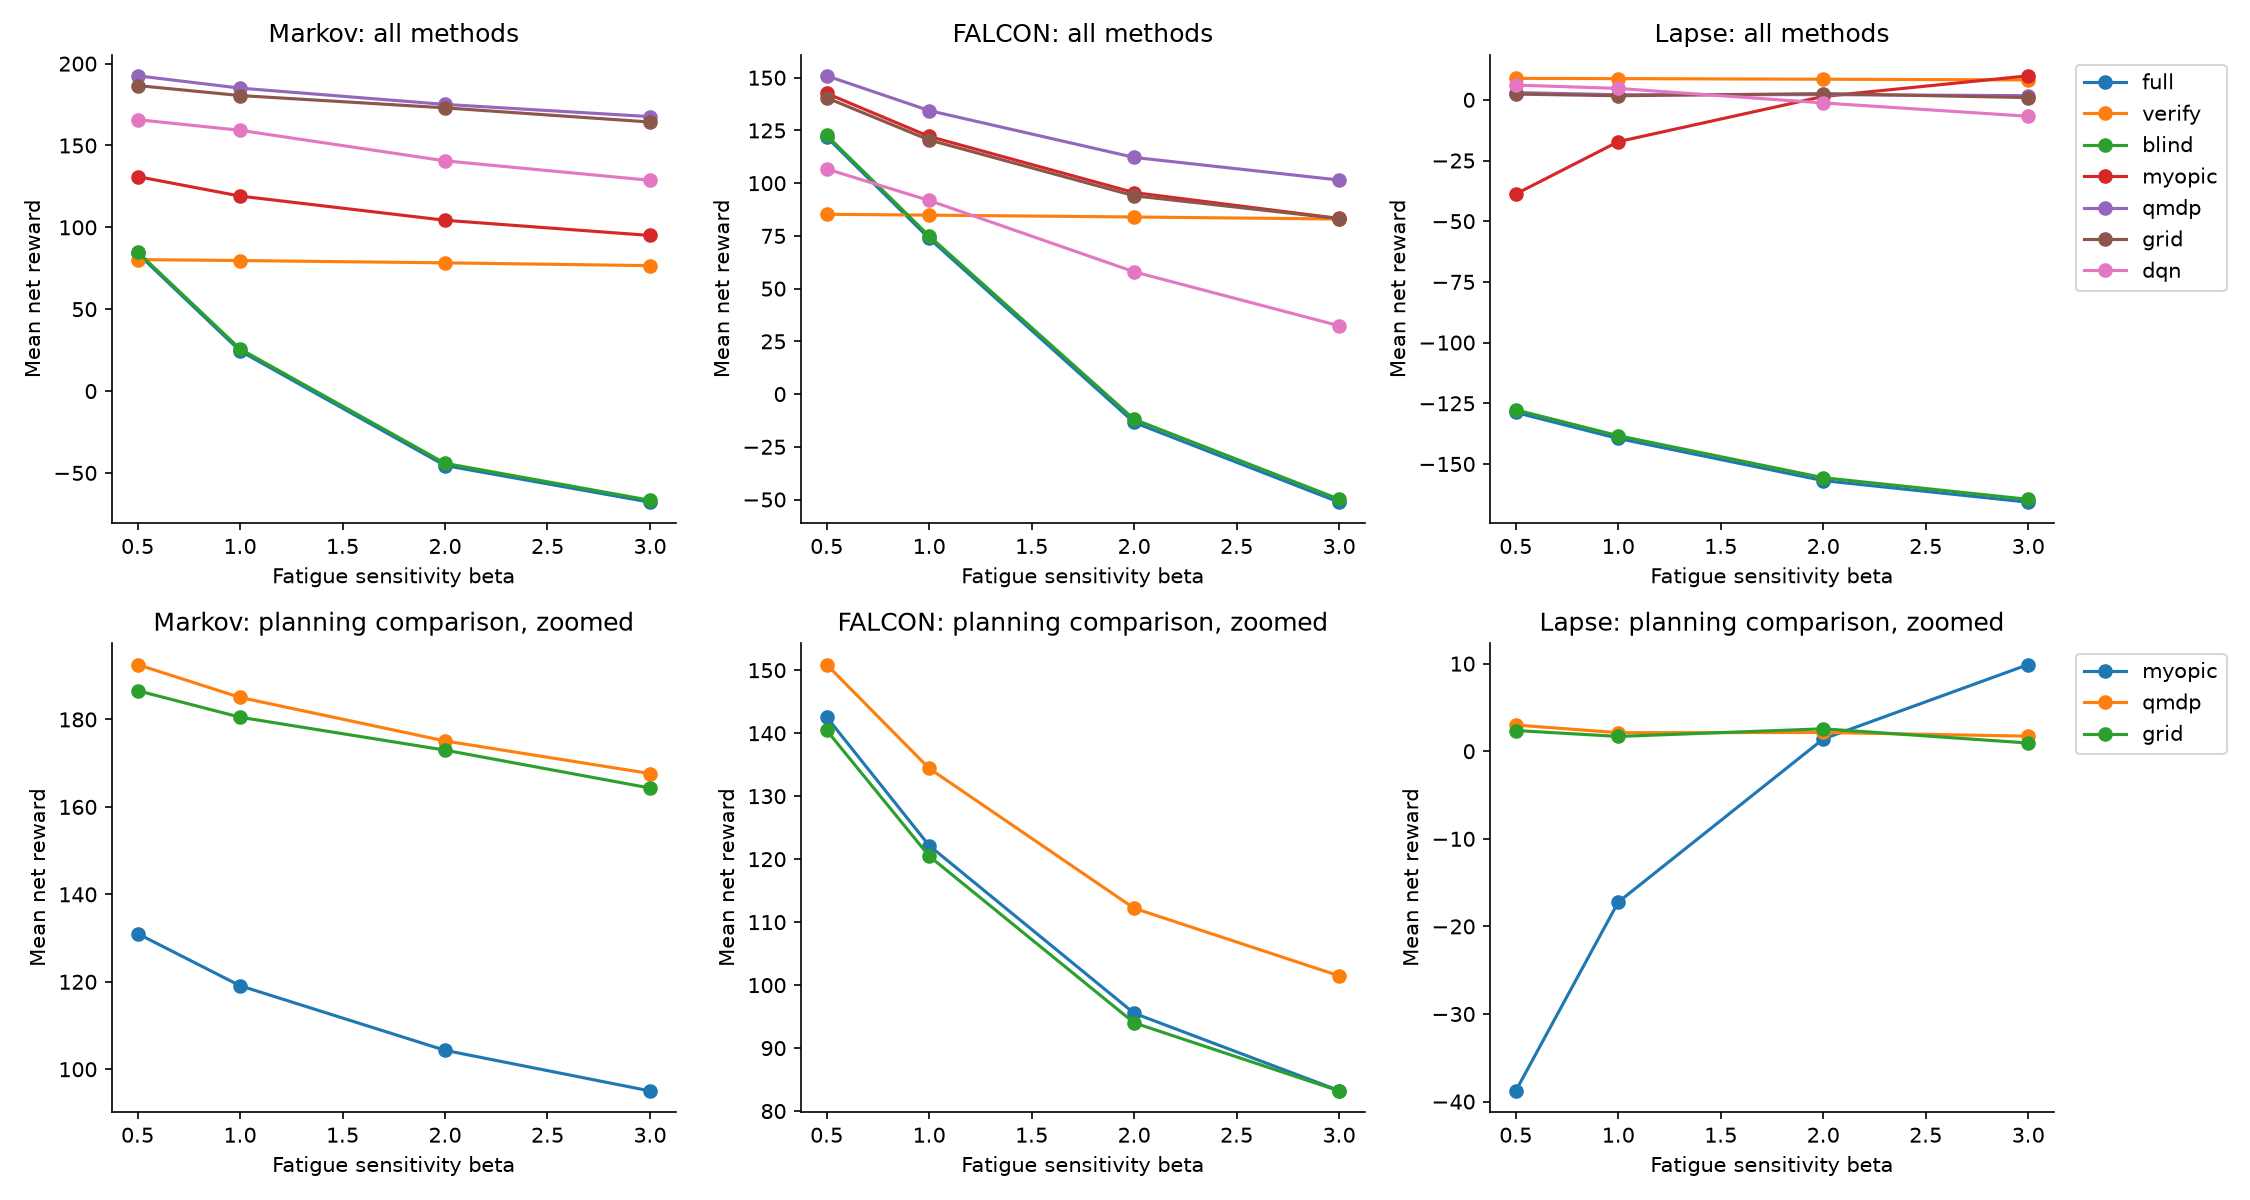 Markov: all methods
Mean net reward
200
150
100
50
0
−50
0.5 1.0 1.5 2.0 2.5 3.0
Fatigue sensitivity beta
FALCON: all methods
Mean net reward
150
125
100
75
50
25
0
−25
−50
0.5 1.0 1.5 2.0 2.5 3.0
Fatigue sensitivity beta
Lapse: all methods
Mean net reward
0
−25
−50
−75
−100
−125
−150
0.5 1.0 1.5 2.0 2.5 3.0
Fatigue sensitivity beta
full
verify
blind
myopic
qmdp
grid
dqn
Markov: planning comparison, zoomed
Mean net reward
180
160
140
120
100
0.5 1.0 1.5 2.0 2.5 3.0
Fatigue sensitivity beta
FALCON: planning comparison, zoomed
Mean net reward
150
140
130
120
110
100
90
80
0.5 1.0 1.5 2.0 2.5 3.0
Fatigue sensitivity beta
Lapse: planning comparison, zoomed
Mean net reward
10
0
−10
−20
−30
−40
0.5 1.0 1.5 2.0 2.5 3.0
Fatigue sensitivity beta
myopic
qmdp
grid